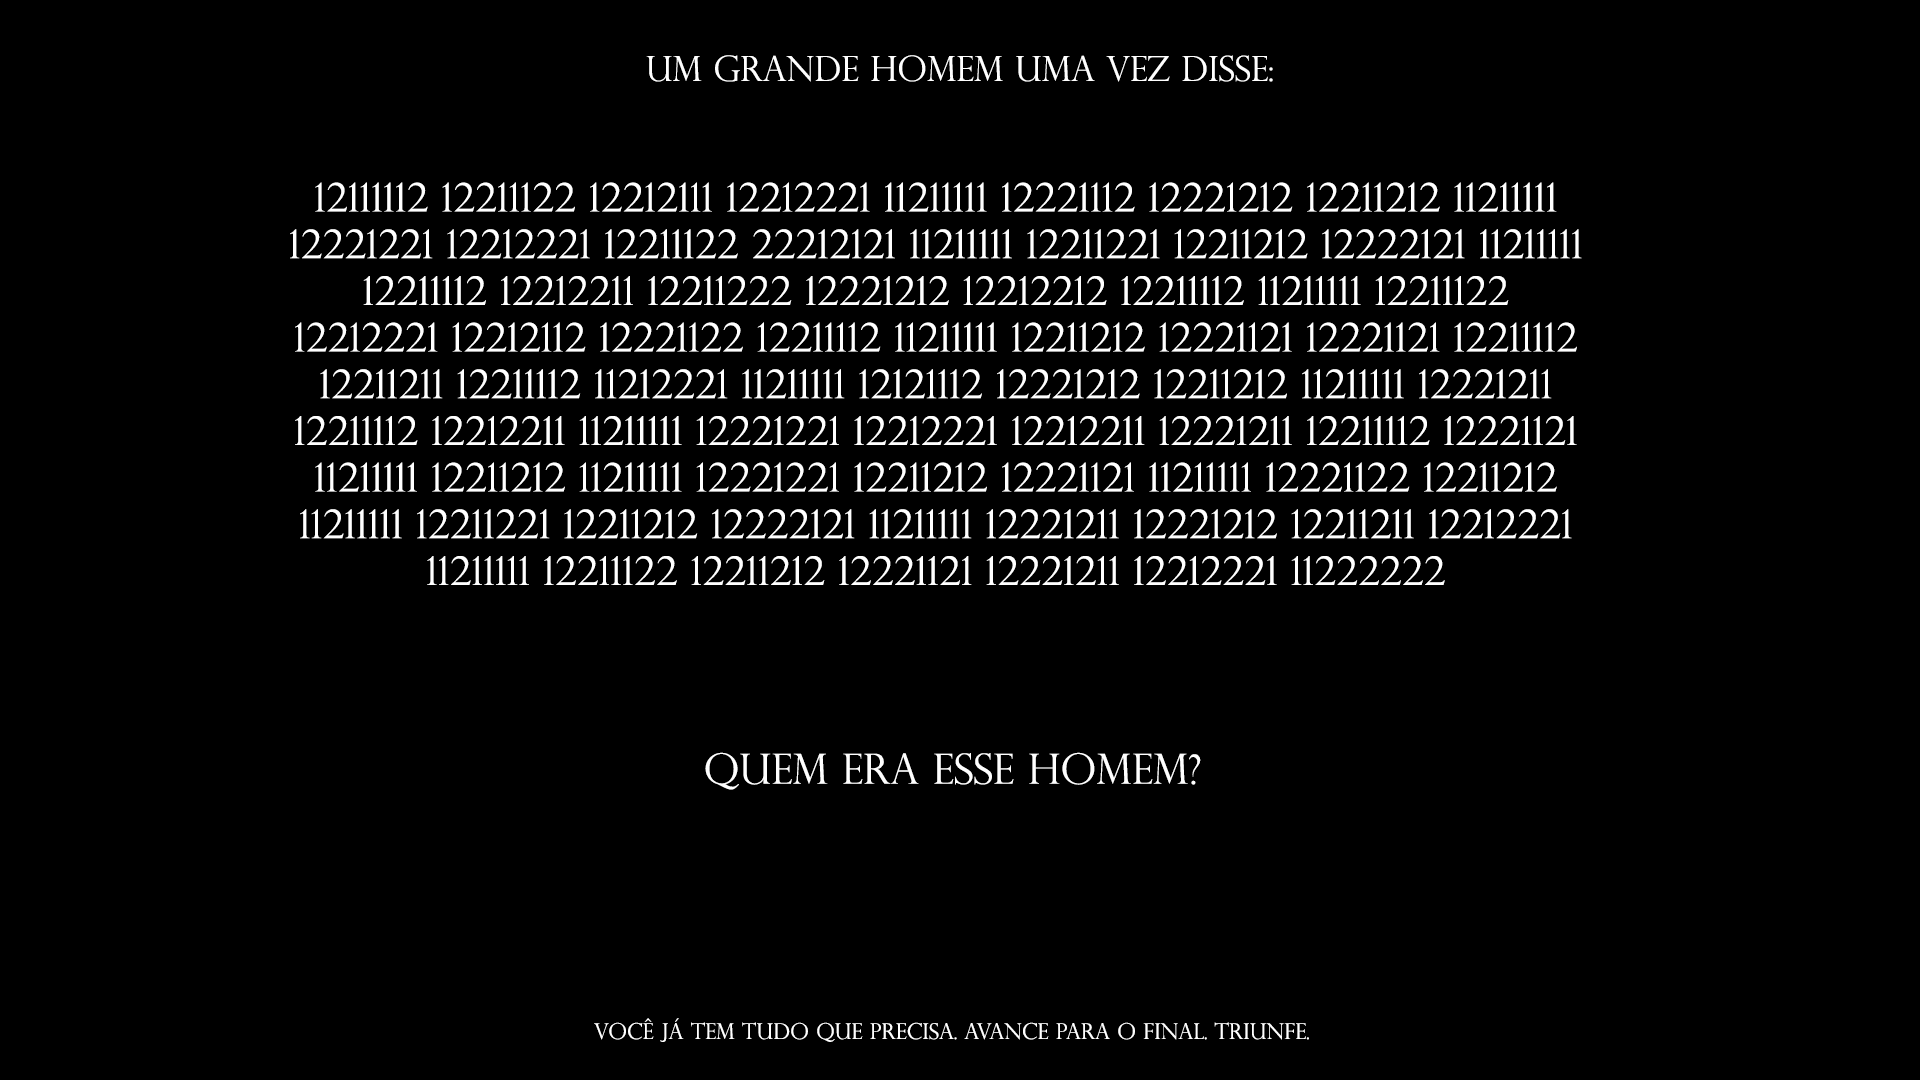 UM GRANDE HOMEM UMA VEZ DISSE:
12111112 12211122 12212111 12212221 11211111 12221112 12221212 12211212 11211111
12221221 12212221 12211122 22212121 11211111 12211221 12211212 12222121 11211111
12211112 12212211 12211222 12221212 12212212 12211112 11211111 12211122
12212221 12212112 12221122 12211112 11211111 12211212 12221121 12221121 12211112
12211211 12211112 11212221 11211111 12121112 12221212 12211212 11211111 12221211
12211112 12212211 11211111 12221221 12212221 12212211 12221211 12211112 12221121
11211111 12211212 11211111 12221221 12211212 12221121 11211111 12221122 12211212
11211111 12211221 12211212 12222121 11211111 12221211 12221212 12211211 12212221
11211111 12211122 12211212 12221121 12221211 12212221 11222222
QUEM ERA ESSE HOMEM?
VOCÊ JÁ TEM TUDO QUE PRECISA. AVANCE PARA O FINAL. TRIUNFE.